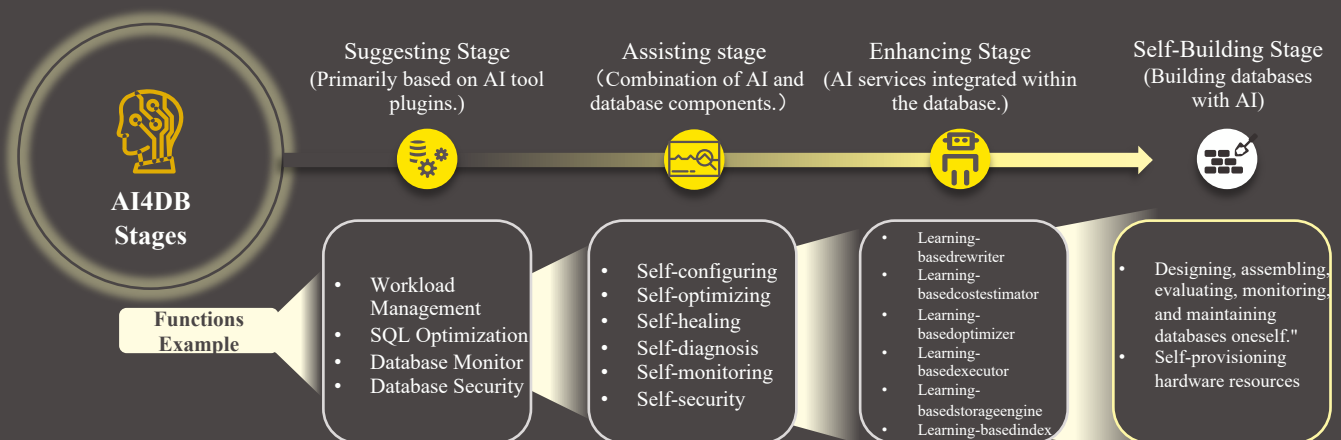 AI4DB
Stages
Suggesting Stage
(Primarily based on AI tool
plugins.)
Assisting stage
（Combination of AI and
database components.）
Enhancing Stage
(AI services integrated within
the database.)
Self-Building Stage
(Building databases
with AI)
Functions
Example
• Workload
Management
• SQL Optimization
• Database Monitor
• Database Security
• Self-configuring
• Self-optimizing
• Self-healing
• Self-diagnosis
• Self-monitoring
• Self-security
• Learning-
basedrewriter
• Learning-
basedcostestimator
• Learning-
basedoptimizer
• Learning-
basedexecutor
• Learning-
basedstorageengine
• Learning-basedindex
• Designing, assembling,
evaluating, monitoring,
and maintaining
databases oneself."
• Self-provisioning
hardware resources